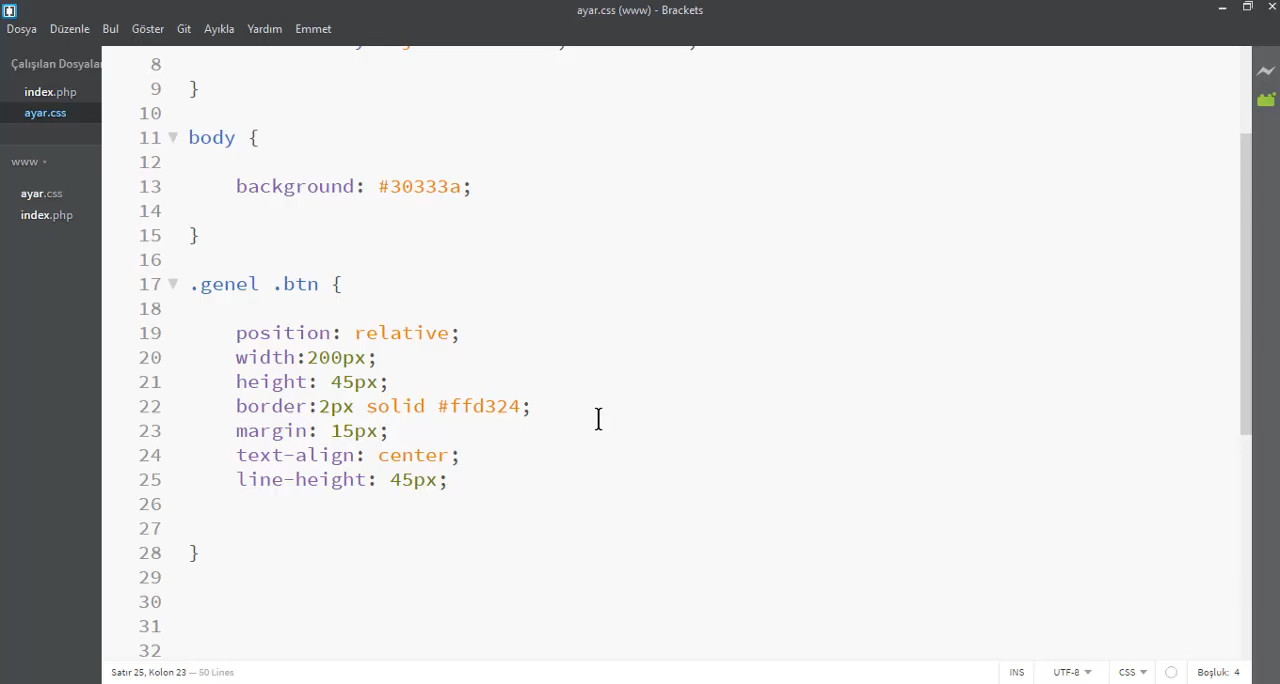 ayar.css (www) - Brackets
Dosya Düzenle Bul Göster Git Ayıkla Yardım Emmet
Çalışılan Dosyalar
index.php
ayar.css
www
ayar.css
index.php
8
9 }
10
11 body {
12
13 background: #30333a;
14
15 }
16
17 .genel .btn {
18
19 position: relative;
20 width:200px;
21 height: 45px;
22 border:2px solid #ffd324;
23 margin: 15px;
24 text-align: center;
25 line-height: 45px;
26
27
28 }
29
30
31
32
Satır 25, Kolon 23 — 50 Lines
INS UTF-8 CSS Boşluk: 4